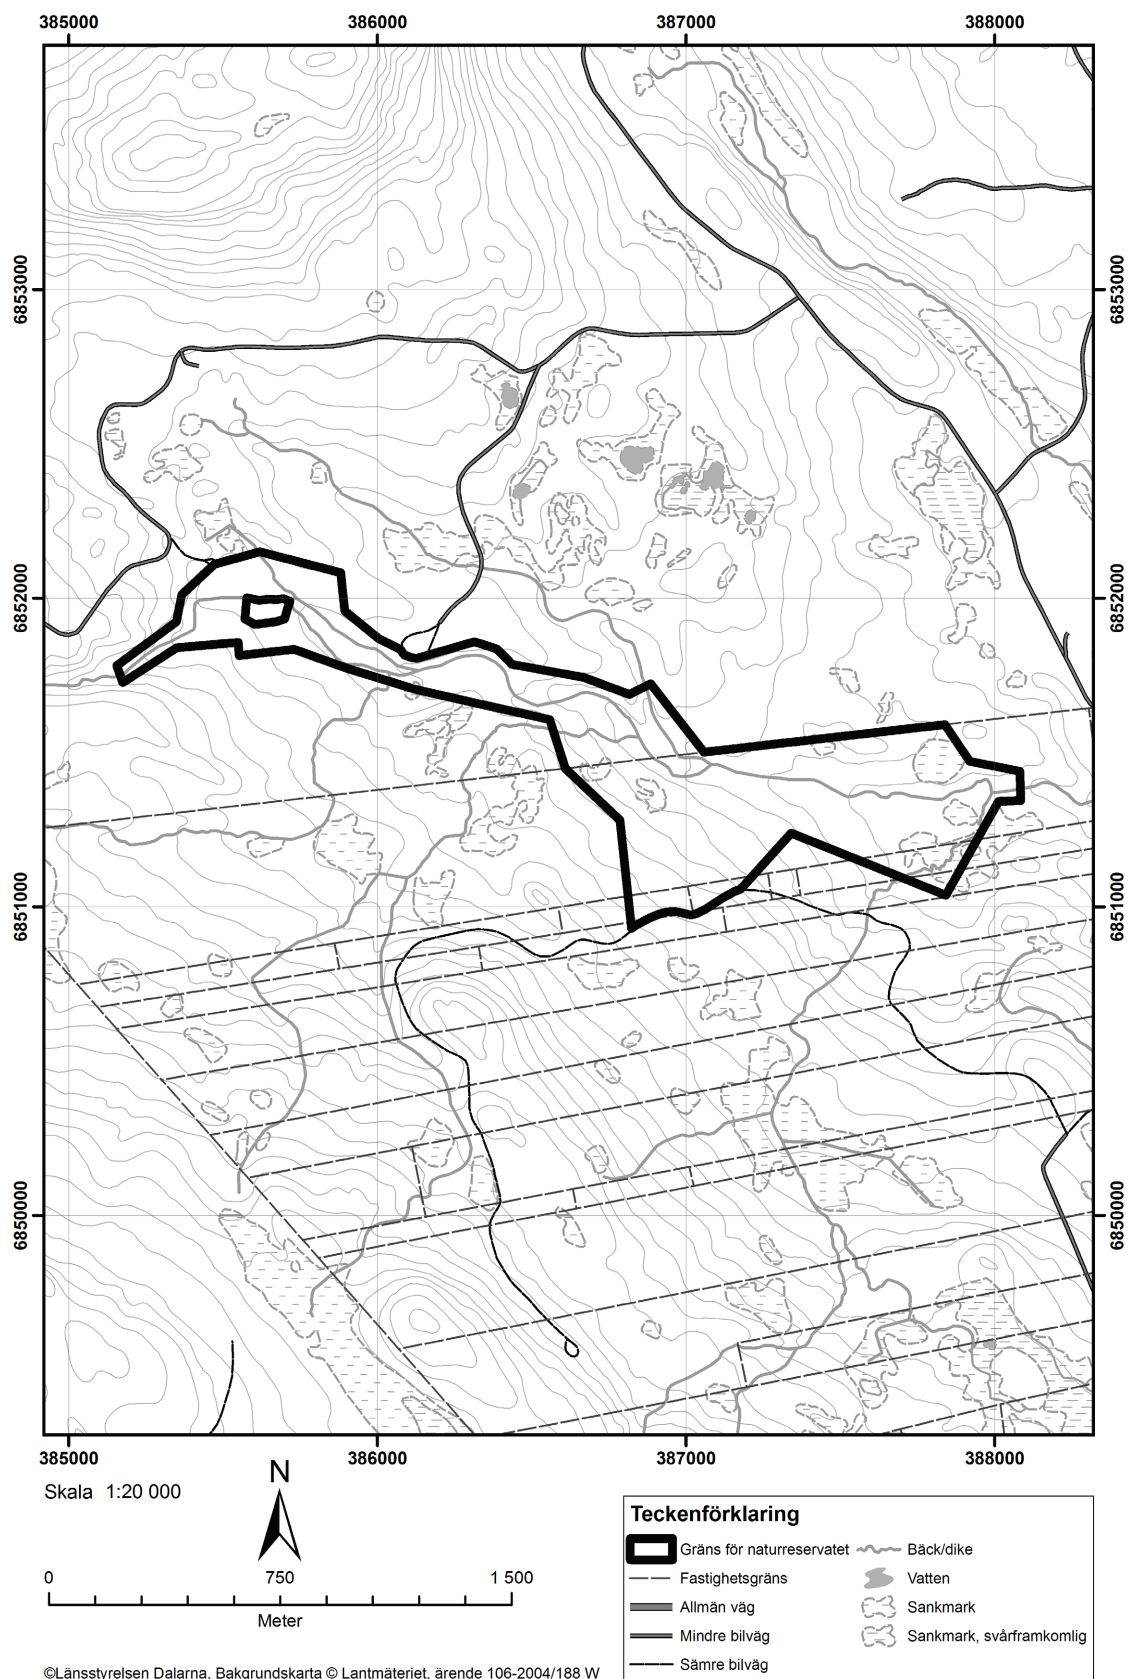 385000 386000 387000 388000
6853000 6853000
6852000 6852000
6851000 6851000
6850000 6850000
385000 386000 387000 388000
N
Skala 1:20 000
0 750 1 500
Meter
Teckenförklaring
Gräns för naturreservatet
Bäck/dike
Fastighetsgräns
Vatten
Allmän väg
Sankmark
Mindre bilväg
Sankmark, svårframkomlig
Sämre bilväg
©Länsstyrelsen Dalarna. Bakgrundskarta © Lantmäteriet, ärende 106-2004/188 W